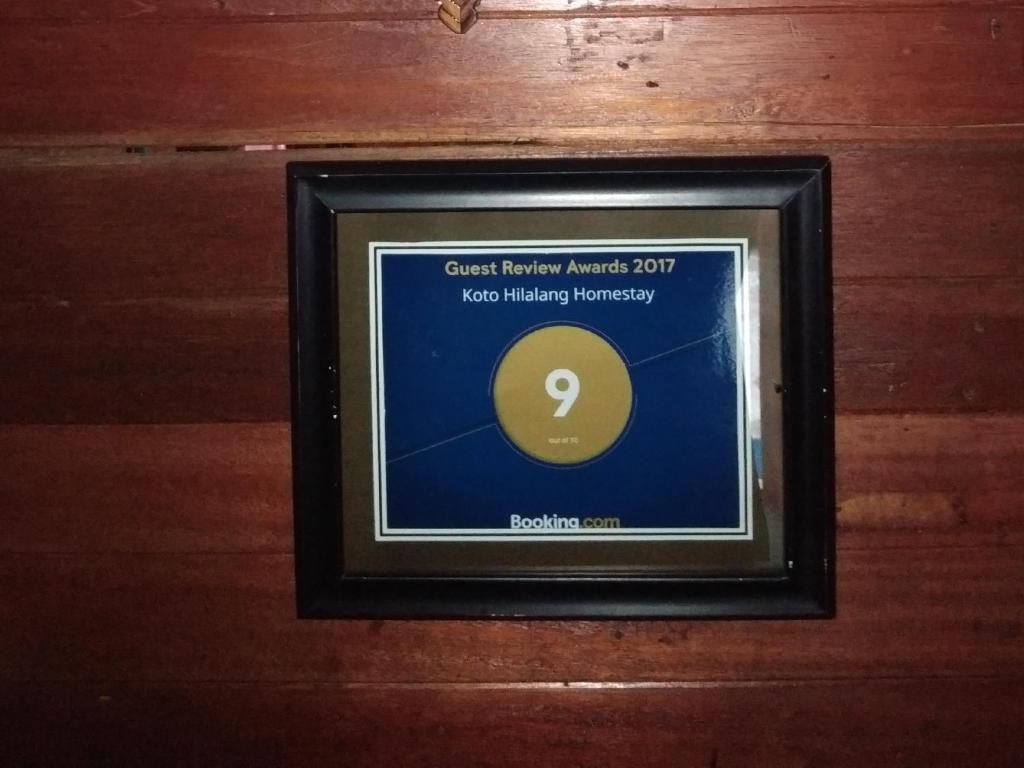 Guest Review Awards 2017
Koto Hilalang Homestay
9
out of 10
Booking.com